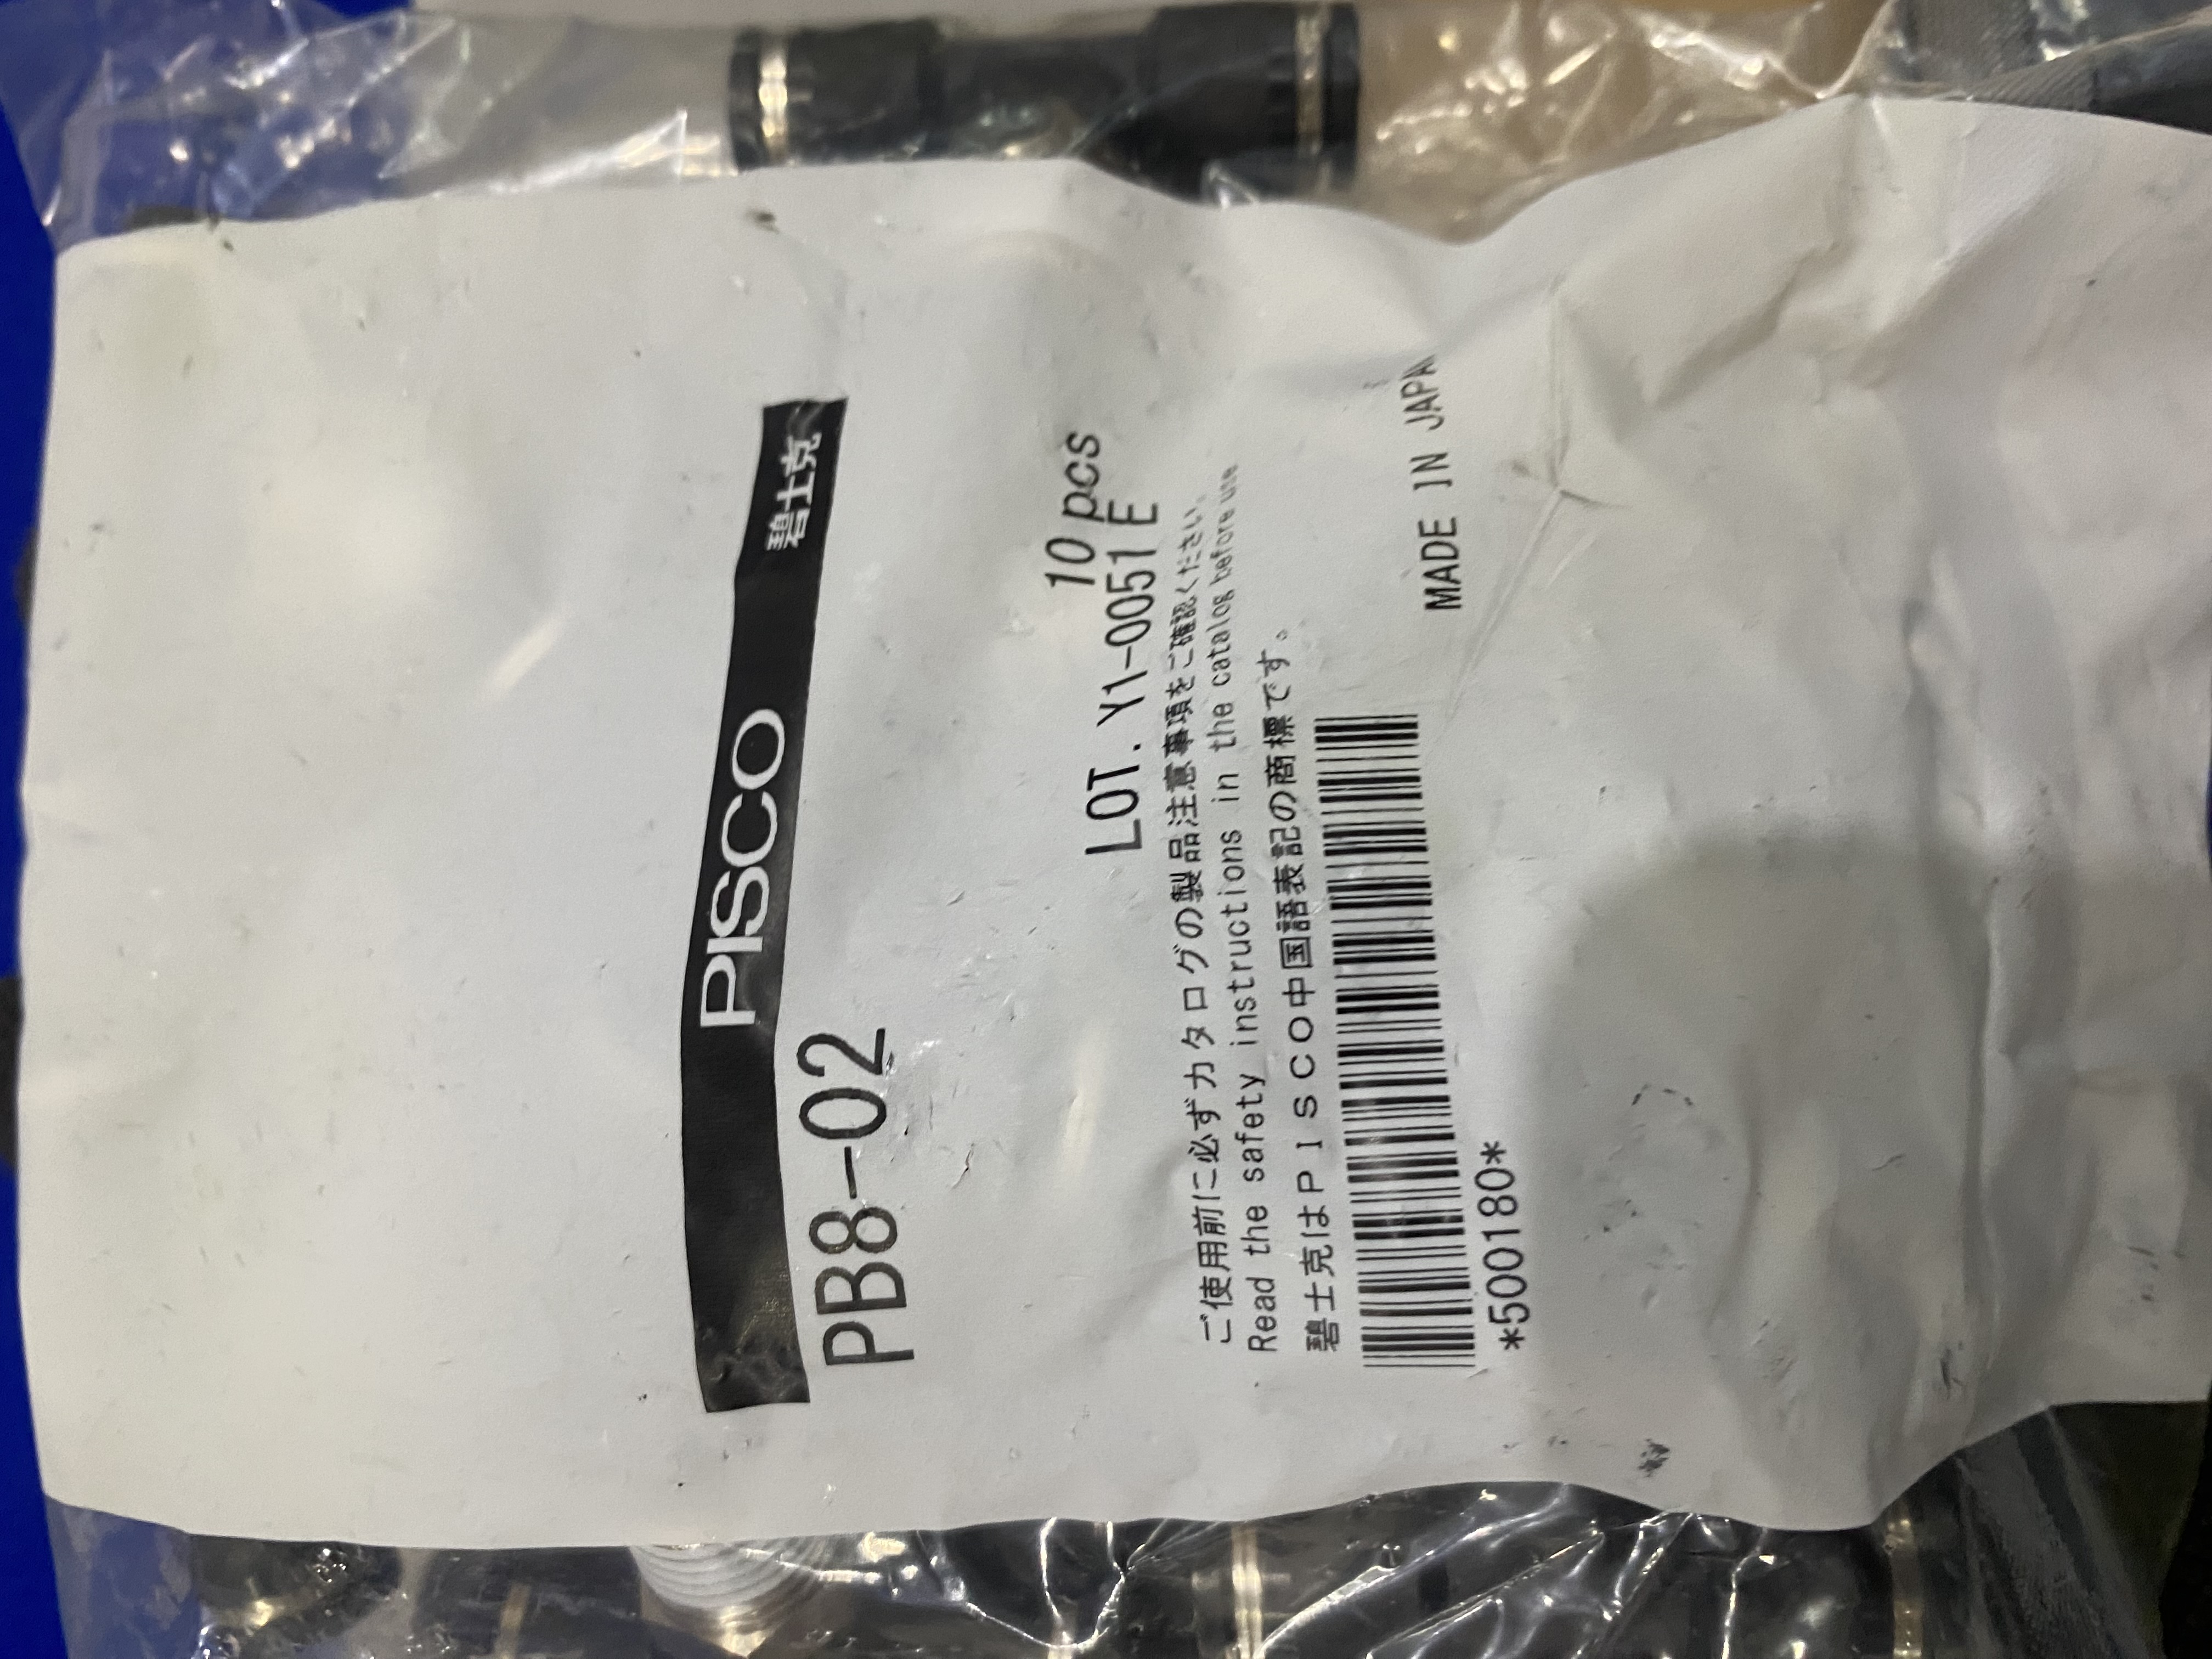 PISCO 碧士克
PB8-02
10 pcs
LOT. Y1-0051E
ご使用前に必ずカタログの製品注意事項をご確認ください。
Read the safety instructions in the catalog before use
碧士克はＰＩＳＣＯ中国語表記の商標です。
MADE IN JAPAN
*500180*